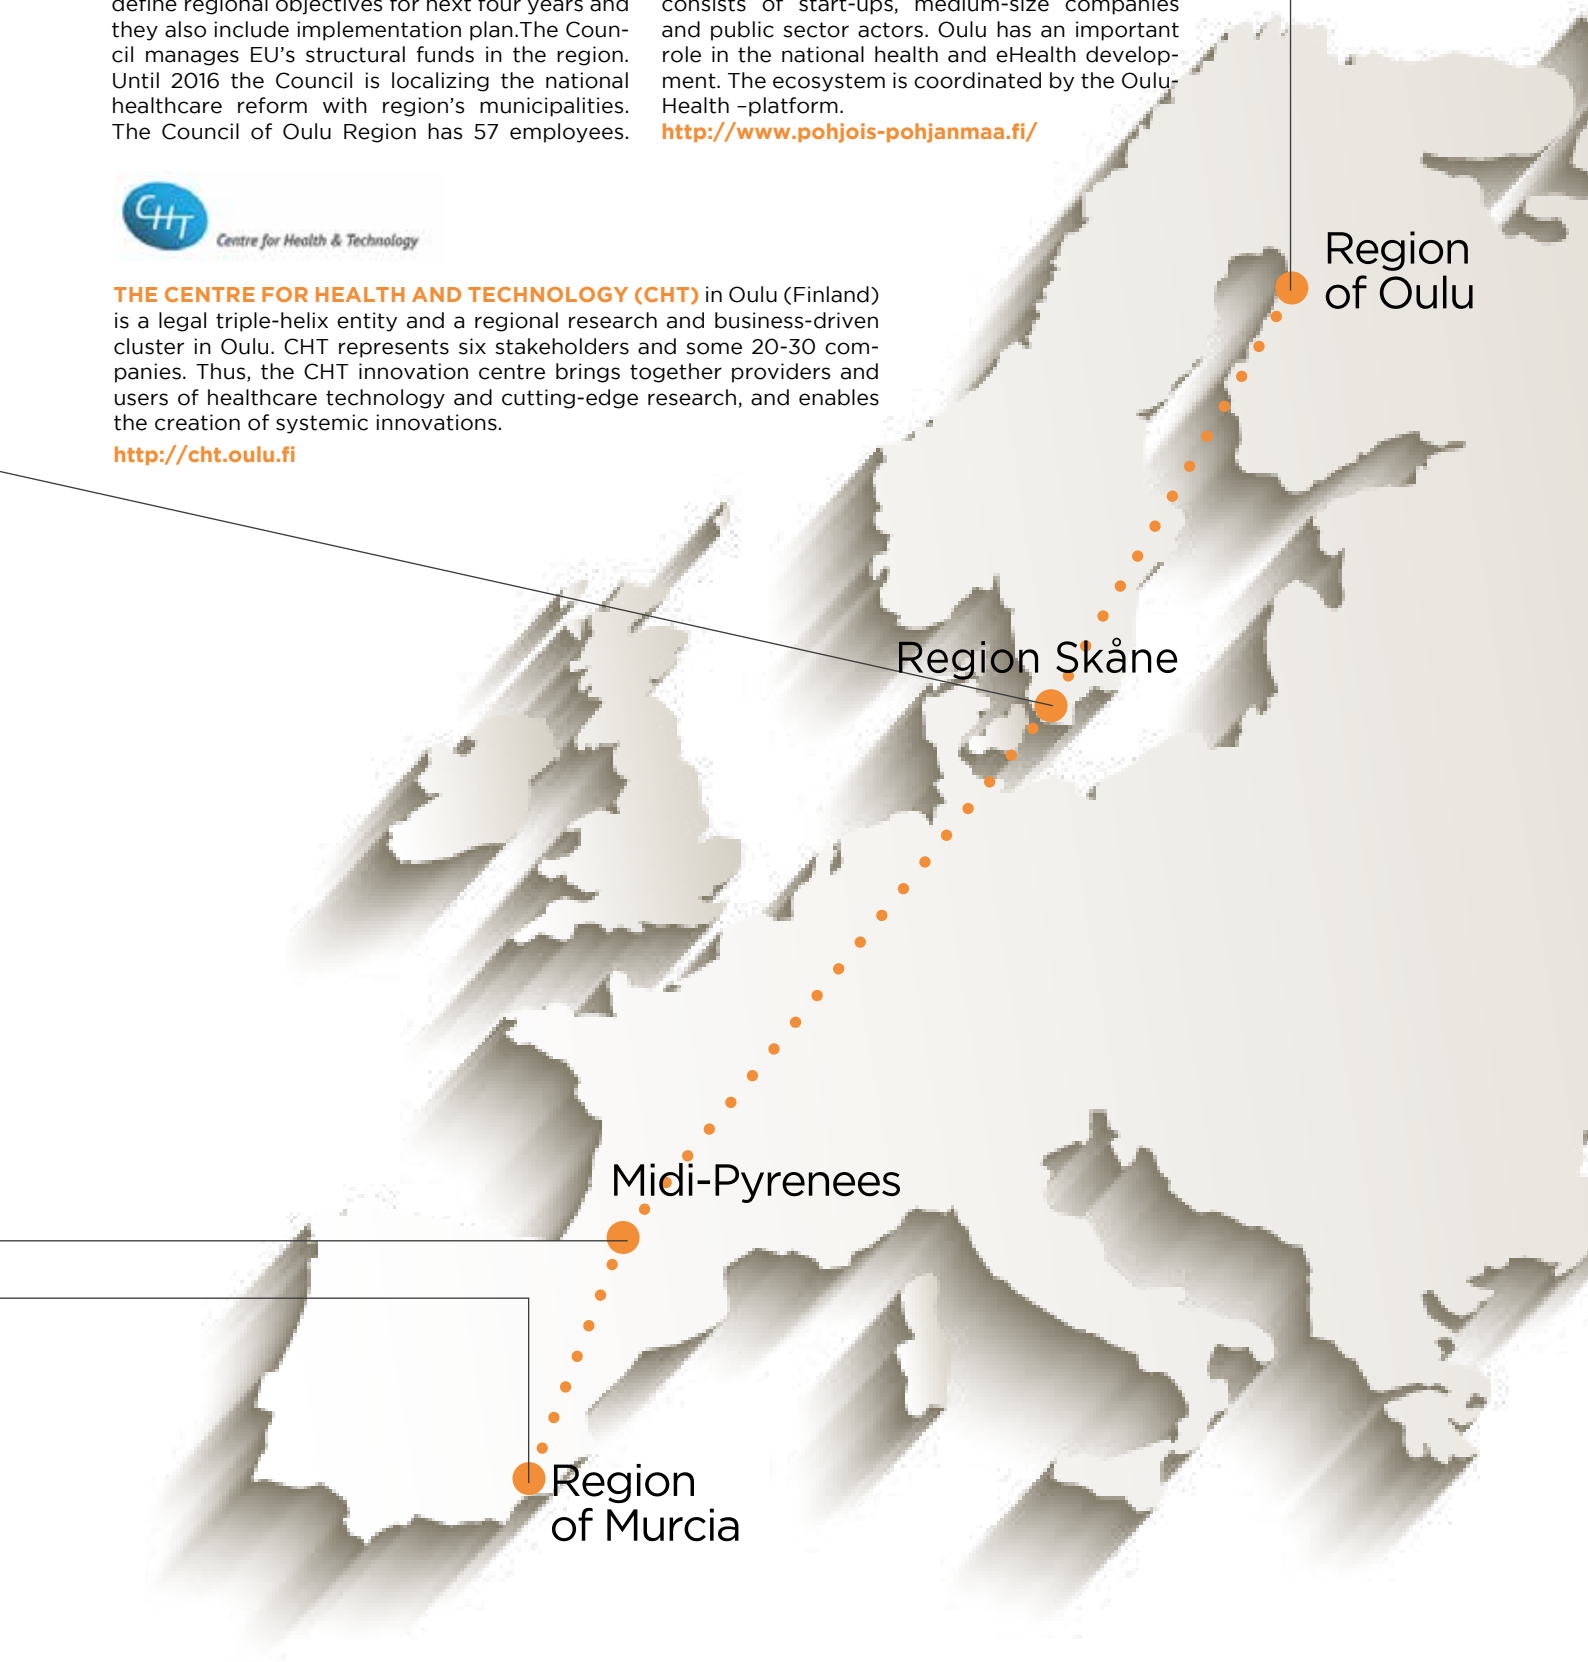 define regional objectives for next four years and
they also include implementation plan.The Coun-
cil manages EU's structural funds in the region.
Until 2016 the Council is localizing the national
healthcare reform with region's municipalities.
The Council of Oulu Region has 57 employees.
consists of start-ups, medium-size companies
and public sector actors. Oulu has an important
role in the national health and eHealth develop-
ment. The ecosystem is coordinated by the Oulu-
Health –platform.
http://www.pohjois-pohjanmaa.fi/
CHT
Centre for Health & Technology
THE CENTRE FOR HEALTH AND TECHNOLOGY (CHT) in Oulu (Finland)
is a legal triple-helix entity and a regional research and business-driven
cluster in Oulu. CHT represents six stakeholders and some 20-30 com-
panies. Thus, the CHT innovation centre brings together providers and
users of healthcare technology and cutting-edge research, and enables
the creation of systemic innovations.
http://cht.oulu.fi
Region
of Oulu
Region Skåne
Midi-Pyrenees
Region
of Murcia